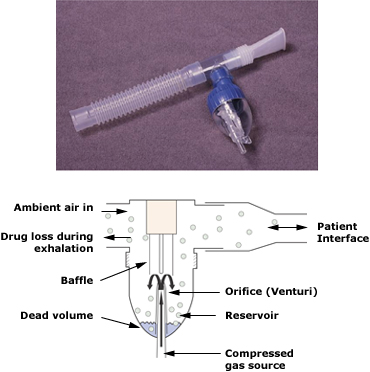 Ambient air in
Drug loss during
exhalation
Patient
Interface
Baffle
Orifice (Venturi)
Dead volume
Reservoir
Compressed
gas source